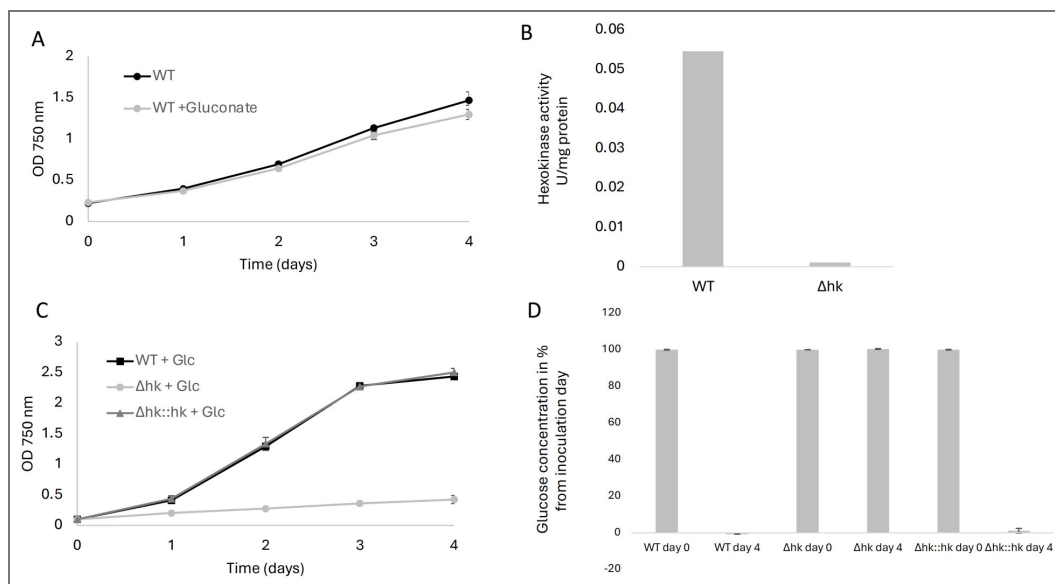 A
2
1.5
1
0.5
0
WT
WT +Gluconate
OD 750 nm
0 1 2 3 4
Time (days)
B
0.06
0.05
0.04
0.03
0.02
0.01
0
Hexokinase activity
U/mg protein
WT Δhk
C
3
2.5
2
1.5
1
0.5
0
WT + Glc
Δhk + Glc
Δhk::hk + Glc
OD 750 nm
0 1 2 3 4
Time (days)
D
120
100
80
60
40
20
0
-20
Glucose concentration in %
from inoculation day
WT day 0 WT day 4 Δhk day 0 Δhk day 4 Δhk::hk day 0 Δhk::hk day 4